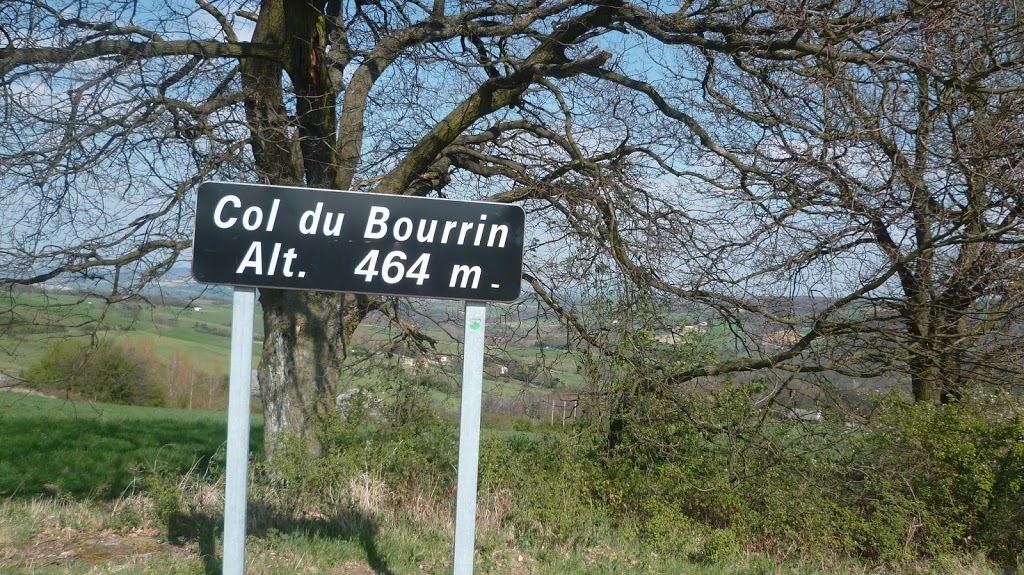 Col du Bourrin
Alt. 464 m -